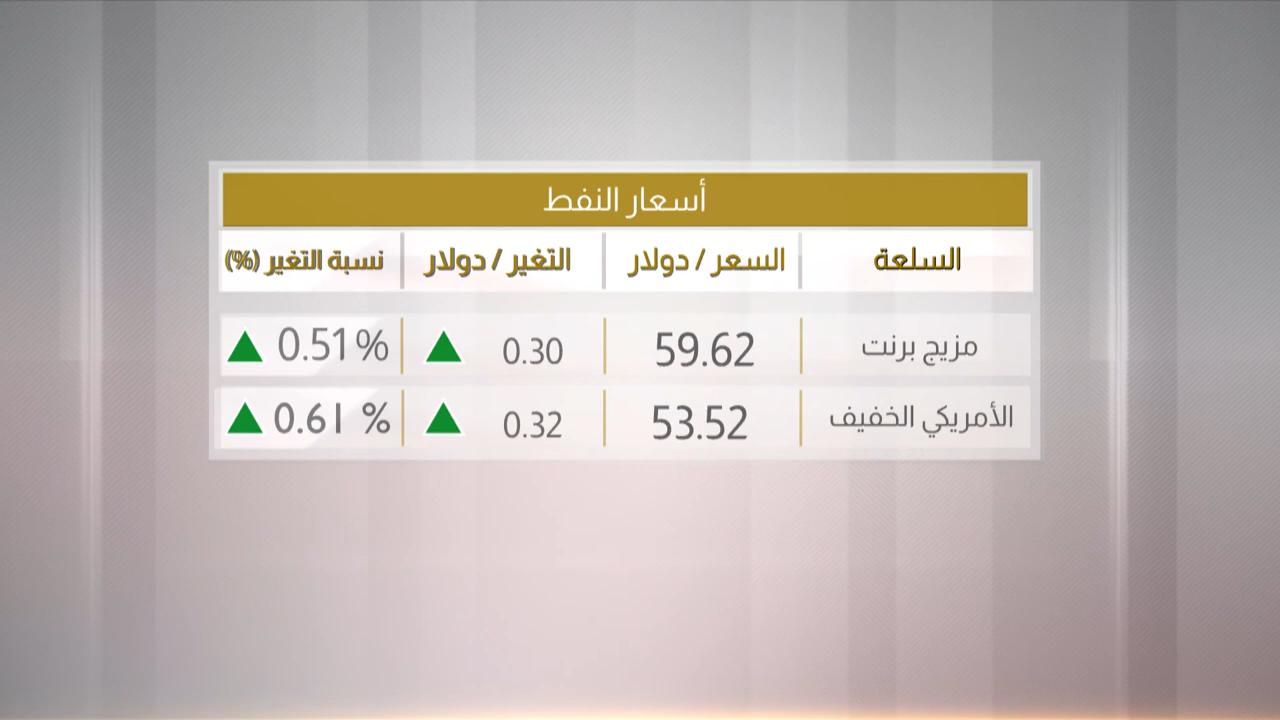 أسعار النفط
السلعة السعر / دولار التغير / دولار نسبة التغير (%)
مزيج برنت 59.62 0.30 0.51%
الأمريكي الخفيف 53.52 0.32 0.61 %